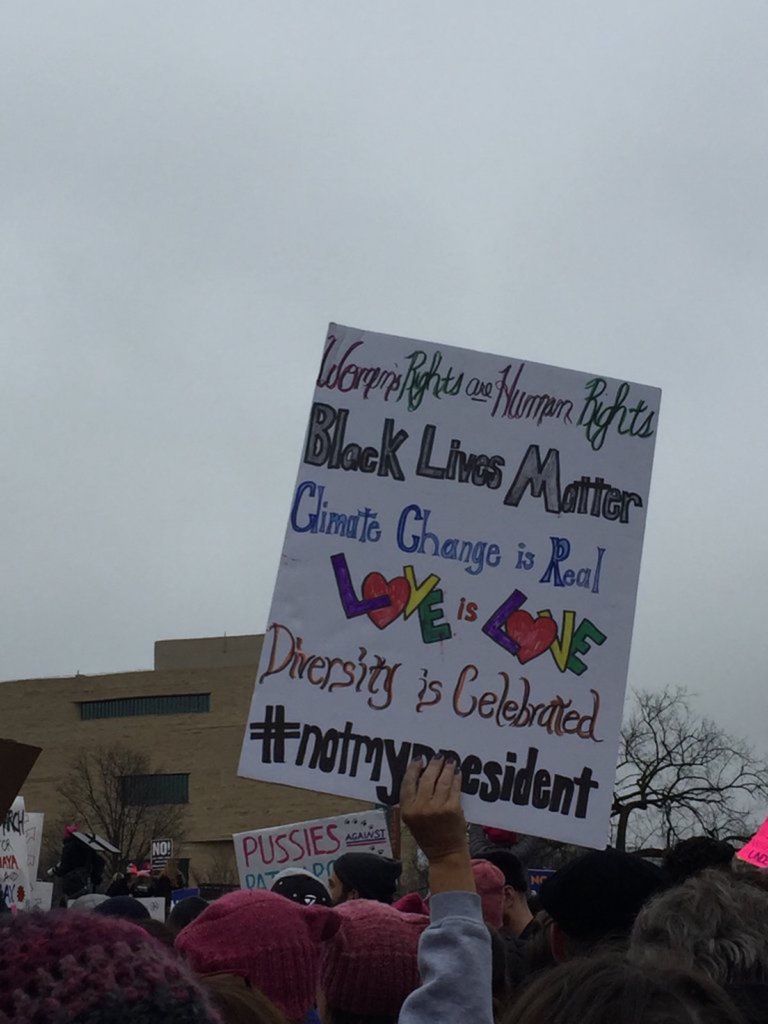 Women's Rights are Human Rights
Black Lives Matter
Climate Change is Real
LOVE is LOVE
Diversity is Celebrated
#notmypresident
PUSSIES AGAINST
NO!